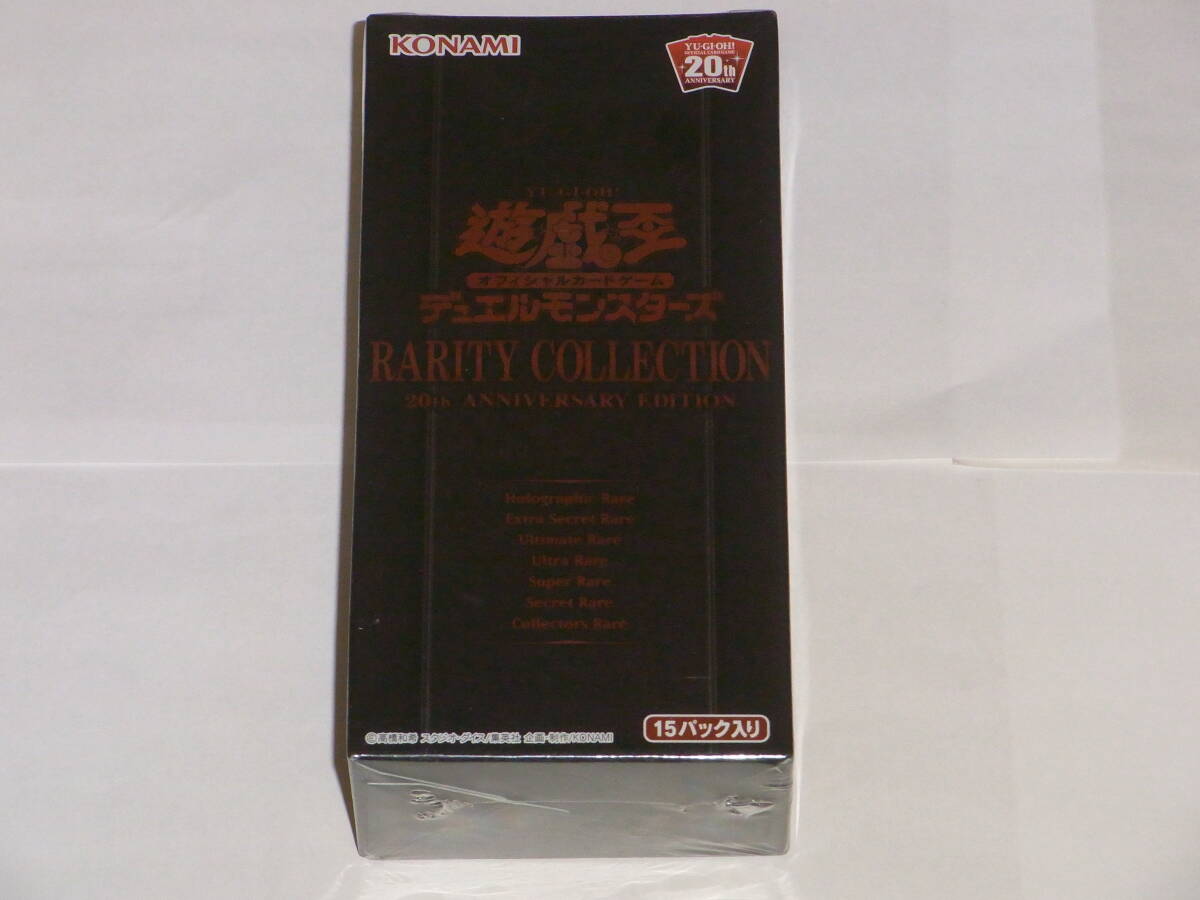 KONAMI
YU-GI-OH!
OFFICIAL CARD GAME
20th
ANNIVERSARY
YU-GI-OH!
遊戯王
オフィシャルカードゲーム
デュエルモンスターズ
RARITY COLLECTION
20th ANNIVERSARY EDITION
Holographic Rare
Extra Secret Rare
Ultimate Rare
Ultra Rare
Super Rare
Secret Rare
Collectors Rare
15パック入り
©高橋和希 スタジオ・ダイス/集英社 企画・制作/KONAMI